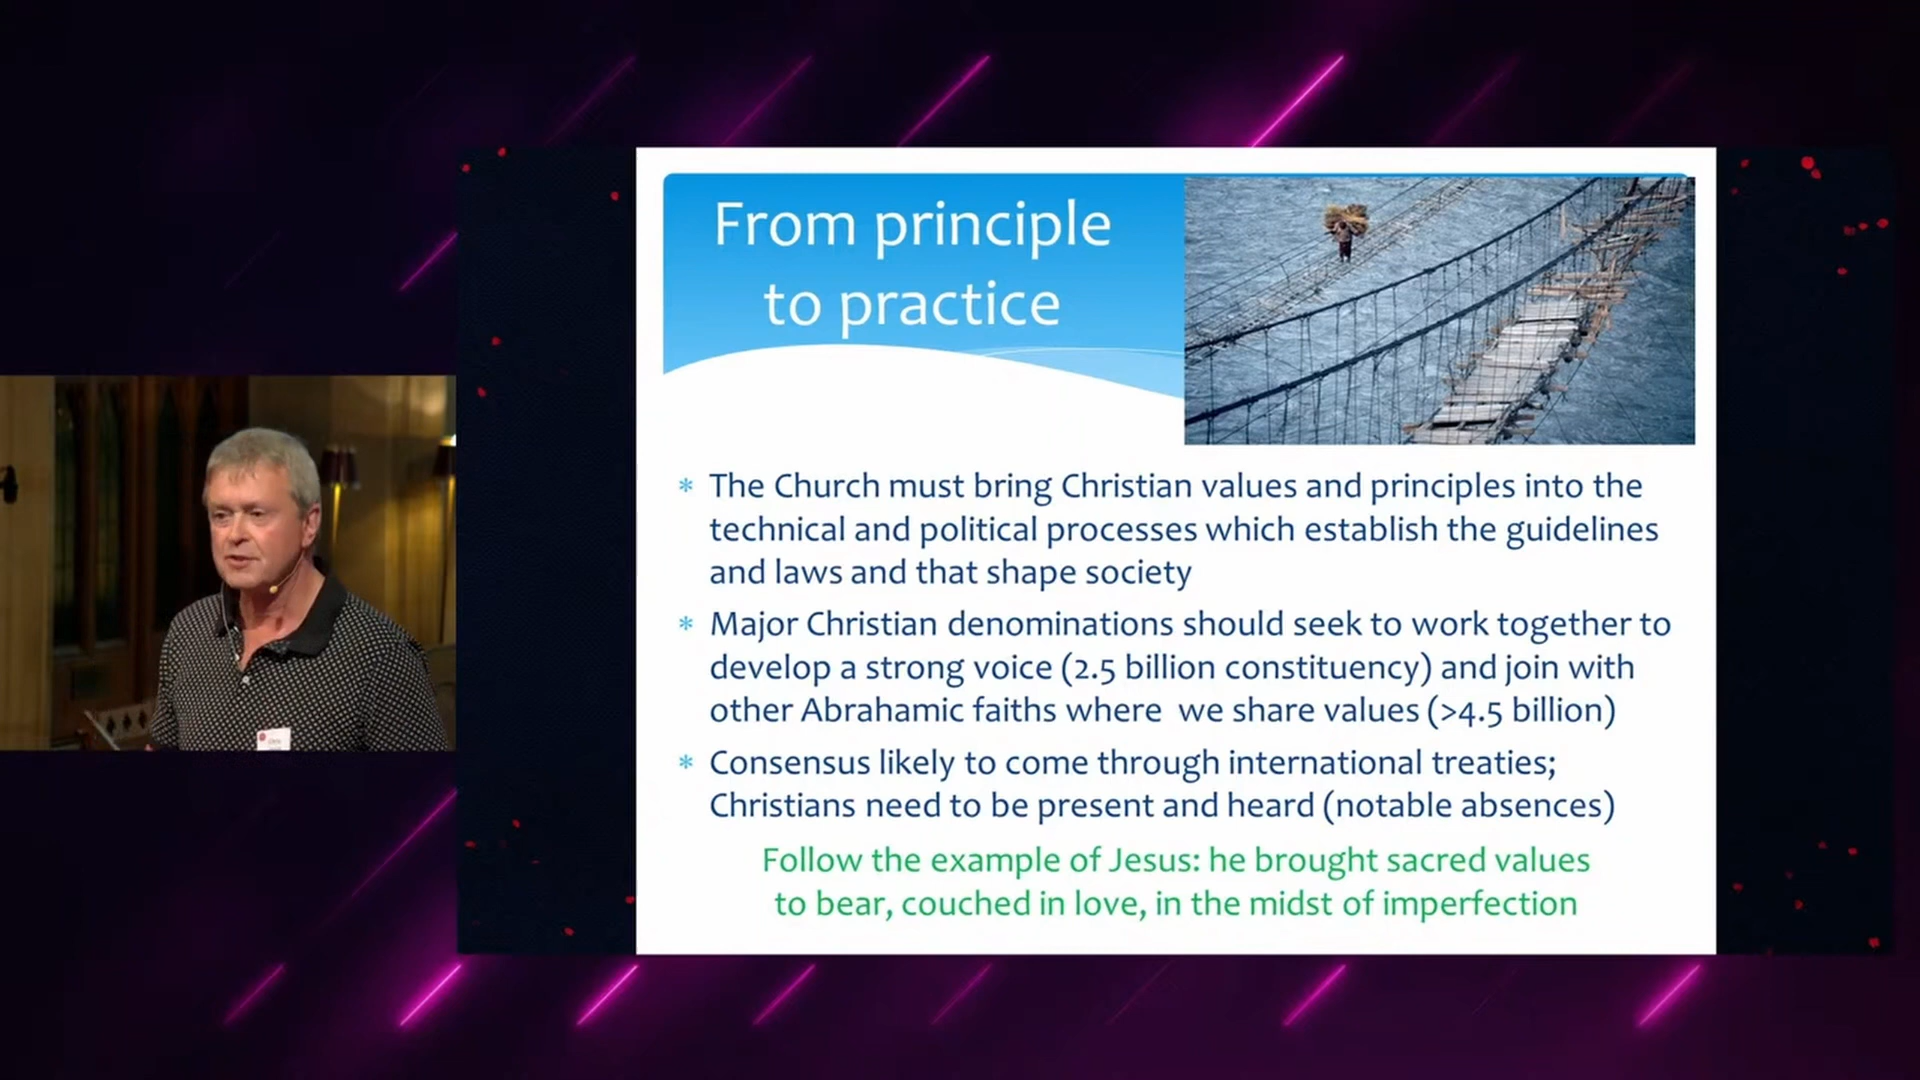 From principle
to practice
* The Church must bring Christian values and principles into the
technical and political processes which establish the guidelines
and laws and that shape society
* Major Christian denominations should seek to work together to
develop a strong voice (2.5 billion constituency) and join with
other Abrahamic faiths where we share values (>4.5 billion)
* Consensus likely to come through international treaties;
Christians need to be present and heard (notable absences)
Follow the example of Jesus: he brought sacred values
to bear, couched in love, in the midst of imperfection